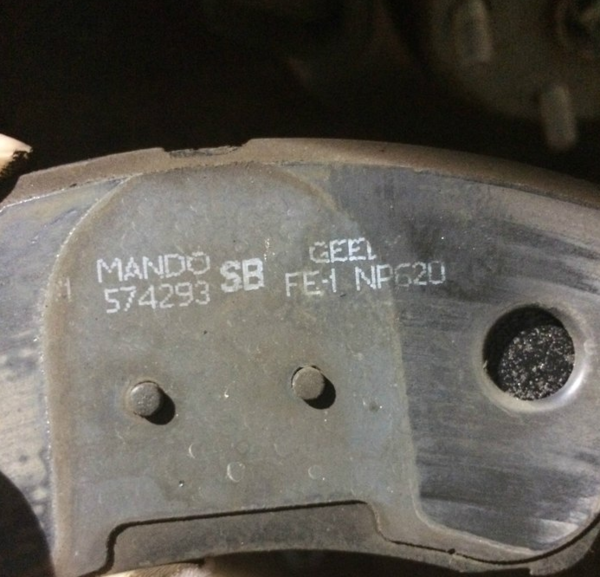 MANDO
574293
SB
GEEL
FE-1 NP620